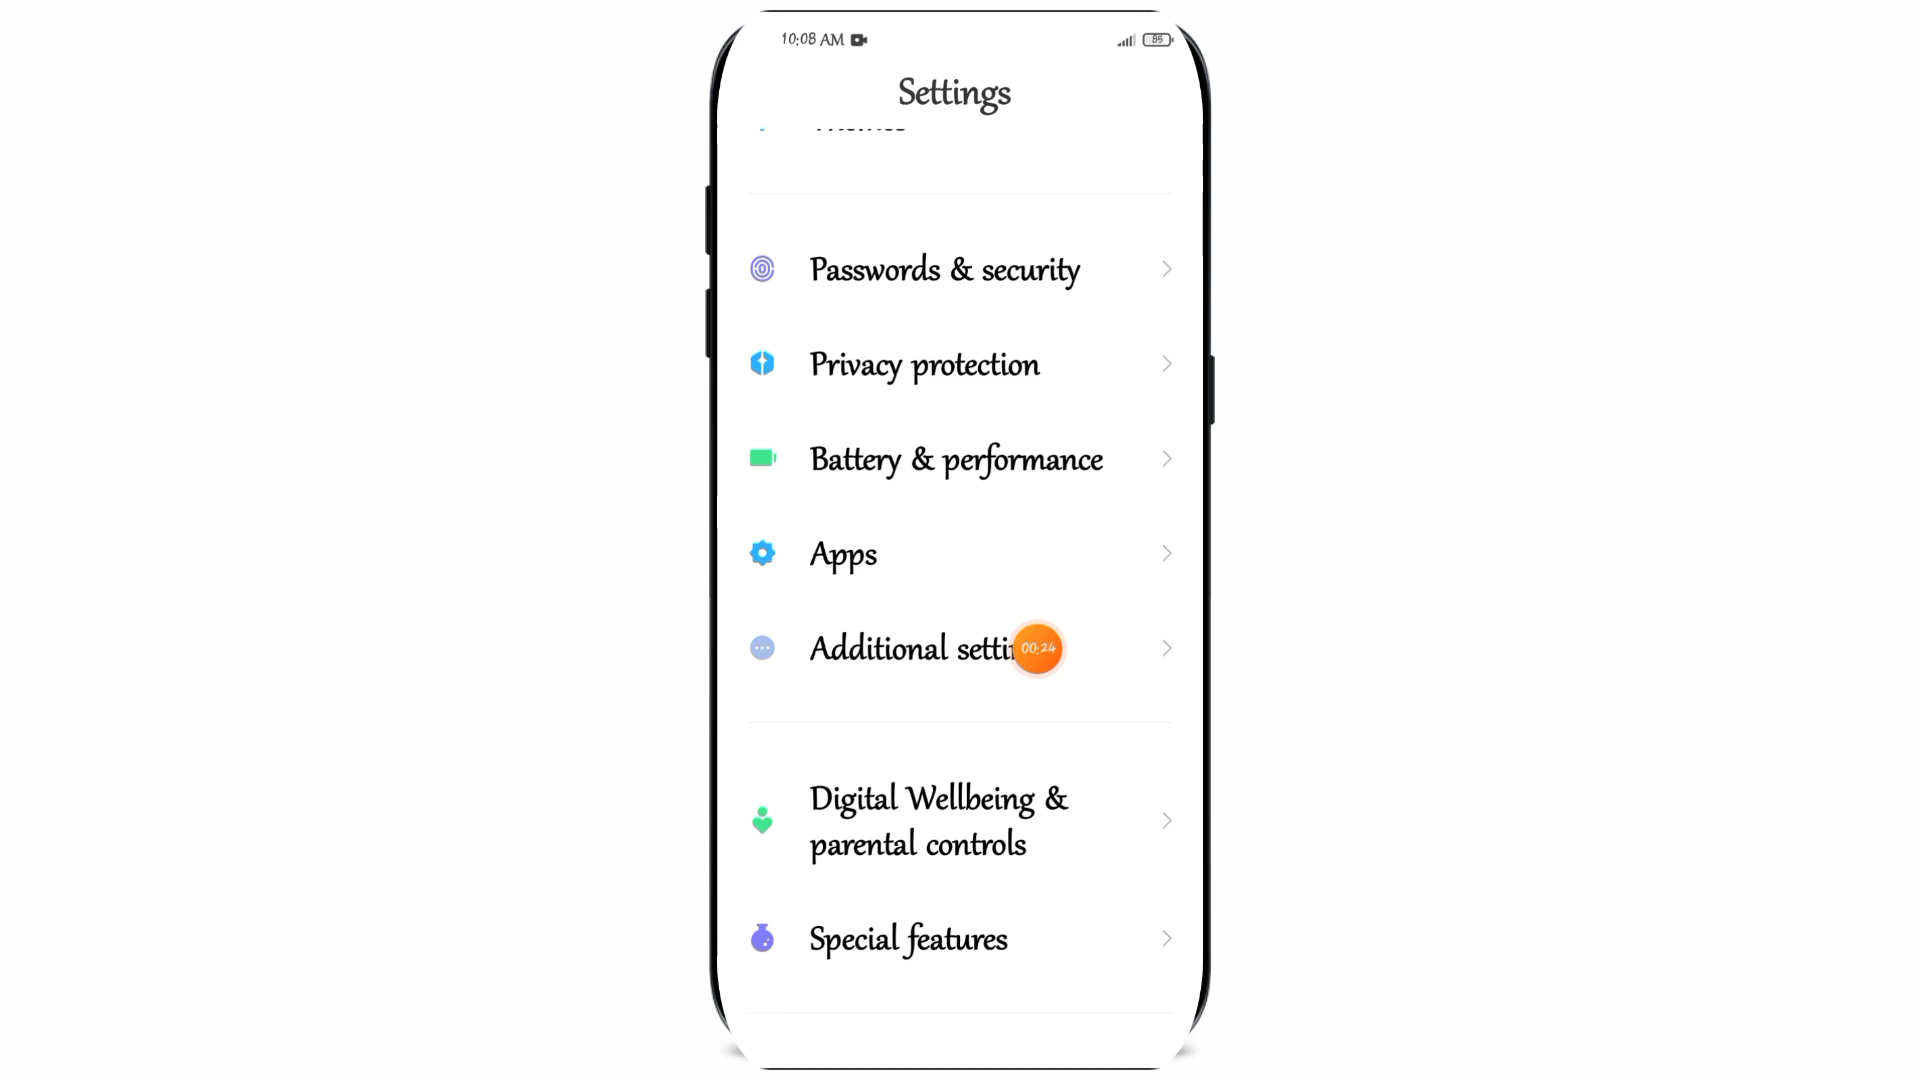 10:08 AM 85
Settings
Passwords & security
Privacy protection
Battery & performance
Apps
Additional
00:24
Digital Wellbeing &
parental controls
Special features